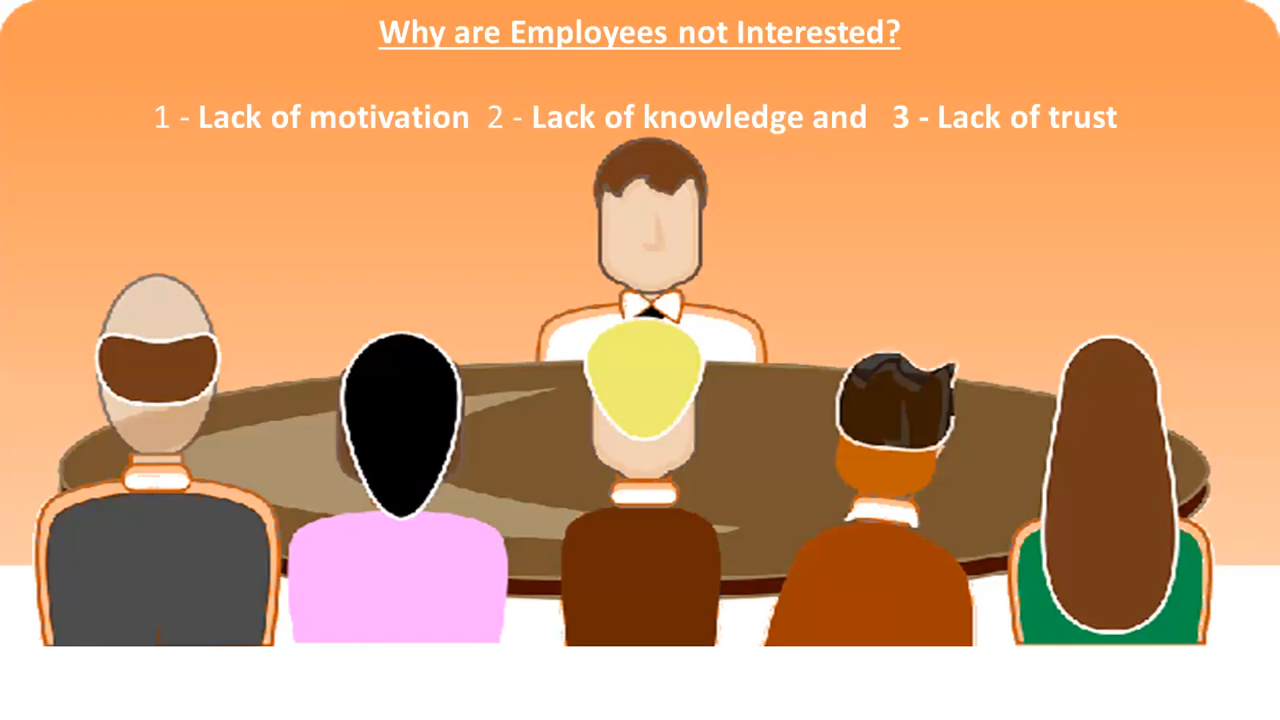 Why are Employees not Interested?
1 - Lack of motivation 2 - Lack of knowledge and 3 - Lack of trust